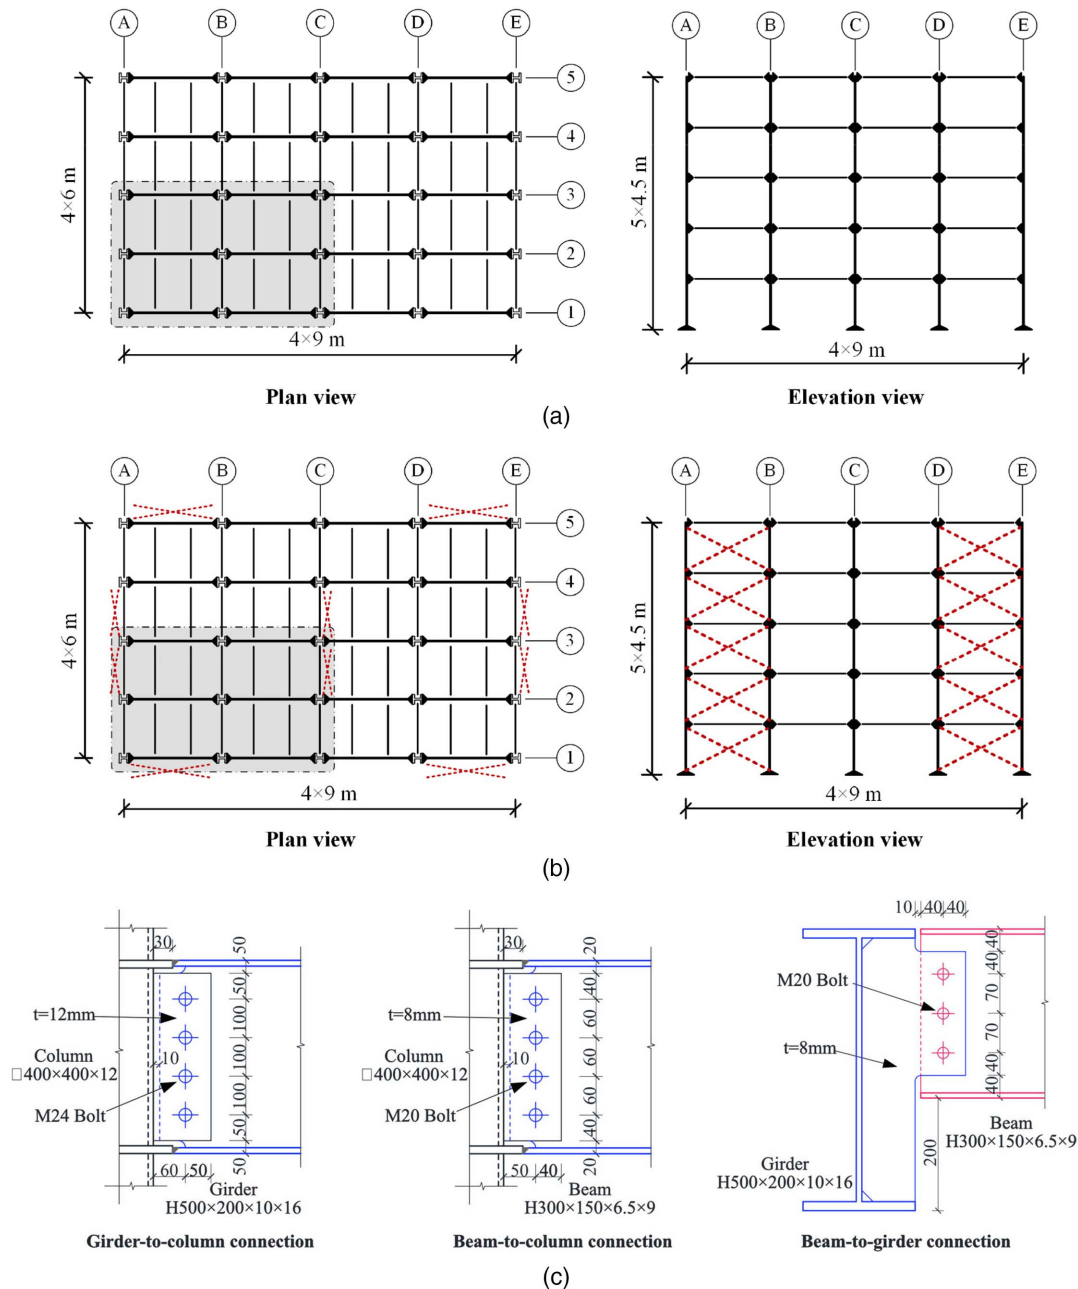 A B C D E
5
4
3
2
1
4×6 m
4×9 m
Plan view
A B C D E
5×4.5 m
4×9 m
Elevation view
(a)
A B C D E
5
4
3
2
1
4×6 m
4×9 m
Plan view
A B C D E
5×4.5 m
4×9 m
Elevation view
(b)
30
50
50
100
100
100
50
50
t=12mm
10
Column
□400×400×12
M24 Bolt
60 50
Girder
H500×200×10×16
Girder-to-column connection
30
20
40
60
60
60
40
20
t=8mm
10
Column
□400×400×12
M20 Bolt
50 40
Beam
H300×150×6.5×9
Beam-to-column connection
10 40 40
40
40
70
70
40
40
M20 Bolt
t=8mm
Beam
H300×150×6.5×9
200
Girder
H500×200×10×16
Beam-to-girder connection
(c)